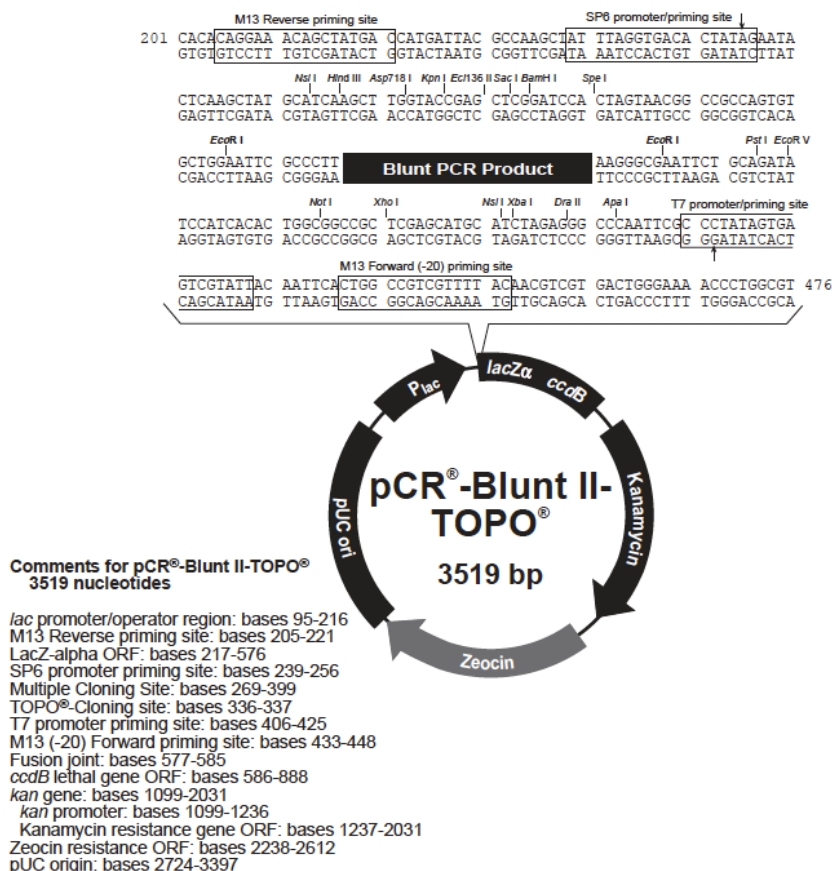 M13 Reverse priming site
SP6 promoter/priming site
201 CACACAGGAAA ACAGCTATGAC CATGATTAC GCCAAGCTAT TTAGGTGACA CTATAGAATA
GTGTGTCCTTT TGTCGATACTG GTACTAATG CGGTTCGATA AATCCACTGT GATATCTTAT
Nsi I Hind III Asp718 I Kpn I Ecl136 II Sac I BamH I Spe I
CTCAAGCTAT GCATCAAGCTT GGTACCGAG CTCGGATCCA CTAGTAACGG CCGCCAGTGT
GAGTTCGATA CGTAGTTCGAA CCATGGCTC GAGCCTAGGT GATCATTGCC GGCGGTCACA
EcoR I EcoR I Pst I EcoR V
GCTGGAATTC GCCCTT Blunt PCR Product AAGGGCGAATTCT GCAGATA
CGACCTTAAG CGGGAA TTCCCGCTTAAGA CGTCTAT
Not I Xho I Nsi I Xba I Dra II Apa I T7 promoter/priming site
TCCATCACAC TGGCGGCCGC TCGAGCATGC ATCTAGAGGG CCCAATTCGC CCTATAGTGA
AGGTAGTGTG ACCGCCGGCG AGCTCGTACG TAGATCTCCC GGGTTAAGCG GGATATCACT
M13 Forward (-20) priming site
GTCGTATTAC AATTCACTGG CCGTCGTTTT ACAACGTCGT GACTGGGAAA ACCCTGGCGT 476
CAGCATAATG TTAAGTGACC GGCAGCAAAA TGTTGCAGCA CTGACCCTTT TGGGACCGCA
Plac
lacZα ccdB
pUC ori
Kanamycin
pCR®-Blunt II-
TOPO®
3519 bp
Zeocin
Comments for pCR®-Blunt II-TOPO®
3519 nucleotides
lac promoter/operator region: bases 95-216
M13 Reverse priming site: bases 205-221
LacZ-alpha ORF: bases 217-576
SP6 promoter priming site: bases 239-256
Multiple Cloning Site: bases 269-399
TOPO®-Cloning site: bases 336-337
T7 promoter priming site: bases 406-425
M13 (-20) Forward priming site: bases 433-448
Fusion joint: bases 577-585
ccdB lethal gene ORF: bases 586-888
kan gene: bases 1099-2031
kan promoter: bases 1099-1236
Kanamycin resistance gene ORF: bases 1237-2031
Zeocin resistance ORF: bases 2238-2612
pUC origin: bases 2724-3397